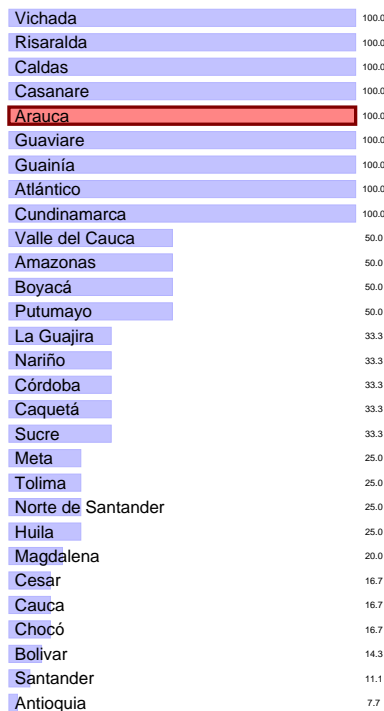 Vichada 100.0
Risaralda 100.0
Caldas 100.0
Casanare 100.0
Arauca 100.0
Guaviare 100.0
Guainía 100.0
Atlántico 100.0
Cundinamarca 100.0
Valle del Cauca 50.0
Amazonas 50.0
Boyacá 50.0
Putumayo 50.0
La Guajira 33.3
Nariño 33.3
Córdoba 33.3
Caquetá 33.3
Sucre 33.3
Meta 25.0
Tolima 25.0
Norte de Santander 25.0
Huila 25.0
Magdalena 20.0
Cesar 16.7
Cauca 16.7
Chocó 16.7
Bolivar 14.3
Santander 11.1
Antioquia 7.7